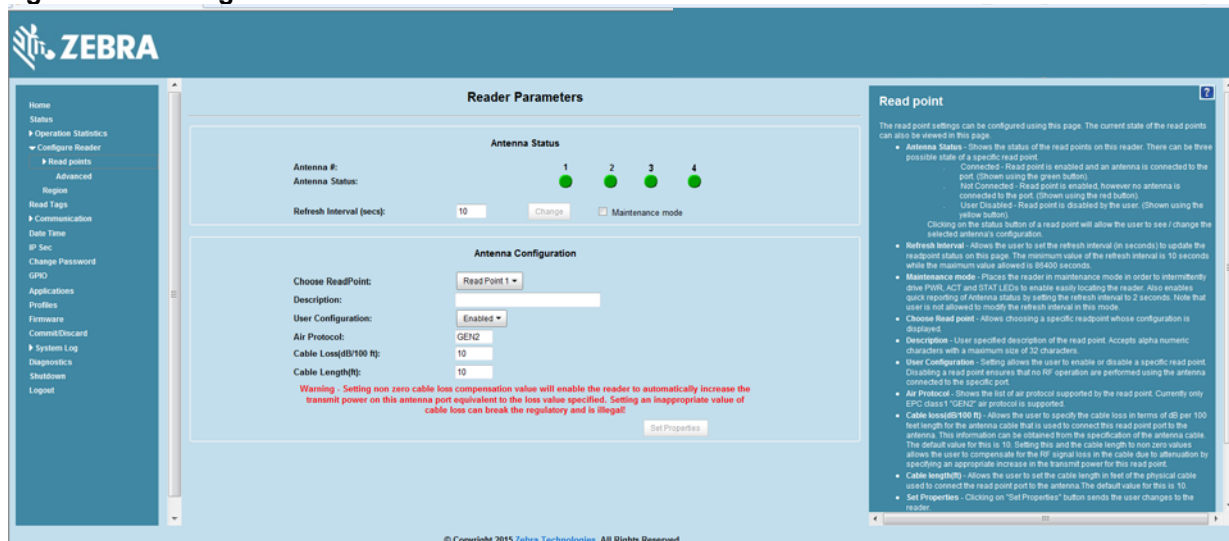 ZEBRA
Home
Status
Operation Statistics
Configure Reader
Read points
Advanced
Region
Read Tags
Communication
Date Time
IP Sec
Change Password
GPIO
Applications
Profiles
Firmware
Commit/Discard
System Log
Diagnostics
Shutdown
Logout
Reader Parameters
Antenna Status
Antenna #: 1 2 3 4
Antenna Status:
Refresh Interval (secs): 10 Change Maintenance mode
Antenna Configuration
Choose ReadPoint: Read Point 1
Description:
User Configuration: Enabled
Air Protocol: GEN2
Cable Loss(dB/100 ft): 10
Cable Length(ft): 10
Warning - Setting non zero cable loss compensation value will enable the reader to automatically increase the
transmit power on this antenna port equivalent to the loss value specified. Setting an inappropriate value of
cable loss can break the regulatory and is illegal!
Set Properties
Read point
?
The read point settings can be configured using this page. The current state of the read points
can also be viewed in this page.
Antenna Status - Shows the status of the read points on this reader. There can be three
possible state of a specific read point.
Connected - Read point is enabled and an antenna is connected to the
port. (Shown using the green button).
Not Connected - Read point is enabled, however no antenna is
connected to the port. (Shown using the red button).
User Disabled - Read point is disabled by the user. (Shown using the
yellow button).
Clicking on the status button of a read point will allow the user to see / change the
selected antenna's configuration.
Refresh Interval - Allows the user to set the refresh interval (in seconds) to update the
readpoint status on this page. The minimum value of the refresh interval is 10 seconds
while the maximum value allowed is 86400 seconds.
Maintenance mode - Places the reader in maintenance mode in order to intermittently
drive PWR, ACT and STAT LEDs to enable easily locating the reader. Also enables
quick reporting of Antenna status by setting the refresh interval to 2 seconds. Note that
user is not allowed to modify the refresh interval in this mode.
Choose Read point - Allows choosing a specific readpoint whose configuration is
displayed.
Description - User specified description of the read point. Accepts alpha numeric
characters with a maximum size of 32 characters.
User Configuration - Setting allows the user to enable or disable a specific read point.
Disabling a read point ensures that no RF operation are performed using the antenna
connected to the specific port.
Air Protocol - Shows the list of air protocol supported by the read point. Currently only
EPC class1 "GEN2" air protocol is supported.
Cable loss(dB/100 ft) - Allows the user to specify the cable loss in terms of dB per 100
feet length for the antenna cable that is used to connect this read point port to the
antenna. This information can be obtained from the specification of the antenna cable.
The default value for this is 10. Setting this and the cable length to non zero values
allows the user to compensate for the RF signal loss in the cable due to attenuation by
specifying an appropriate increase in the transmit power for this read point.
Cable length(ft) - Allows the user to set the cable length in feet of the physical cable
used to connect the read point port to the antenna.The default value for this is 10.
Set Properties - Clicking on "Set Properties" button sends the user changes to the
reader.
© Copyright 2015 Zebra Technologies. All Rights Reserved